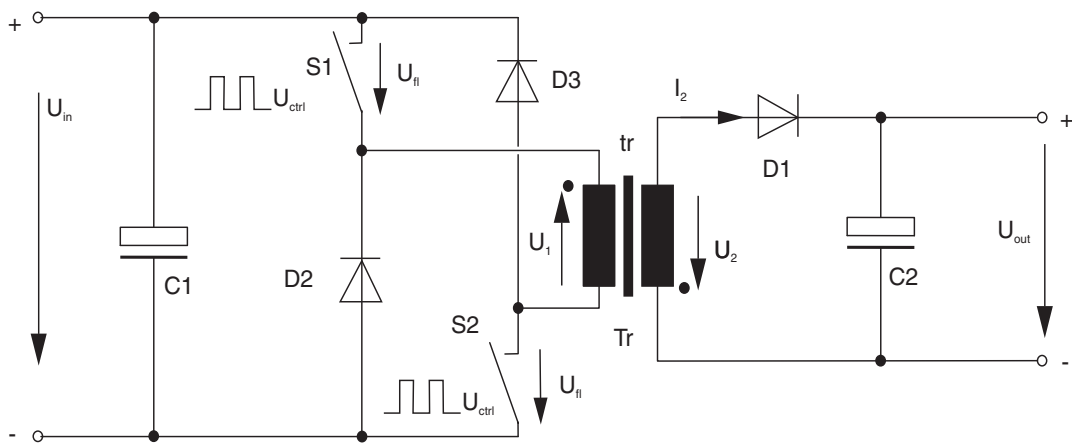 +
S1
U_fl
D3
U_ctrl
U_in
I_2
+
tr
D1
U_1
U_2
U_out
C1
D2
C2
S2
Tr
-
U_fl
U_ctrl
-